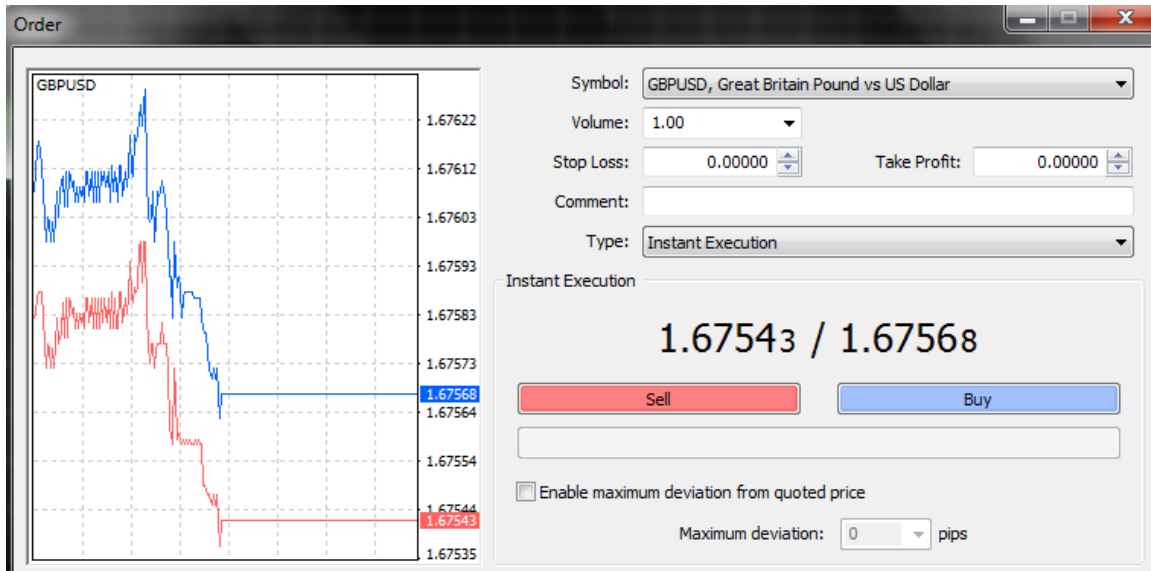 Order
GBPUSD
1.67622
1.67612
1.67603
1.67593
1.67583
1.67573
1.67568
1.67564
1.67554
1.67544
1.67543
1.67535
Symbol: GBPUSD, Great Britain Pound vs US Dollar
Volume: 1.00
Stop Loss: 0.00000 Take Profit: 0.00000
Comment:
Type: Instant Execution
Instant Execution
1.67543 / 1.67568
Sell Buy
Enable maximum deviation from quoted price
Maximum deviation: 0 pips